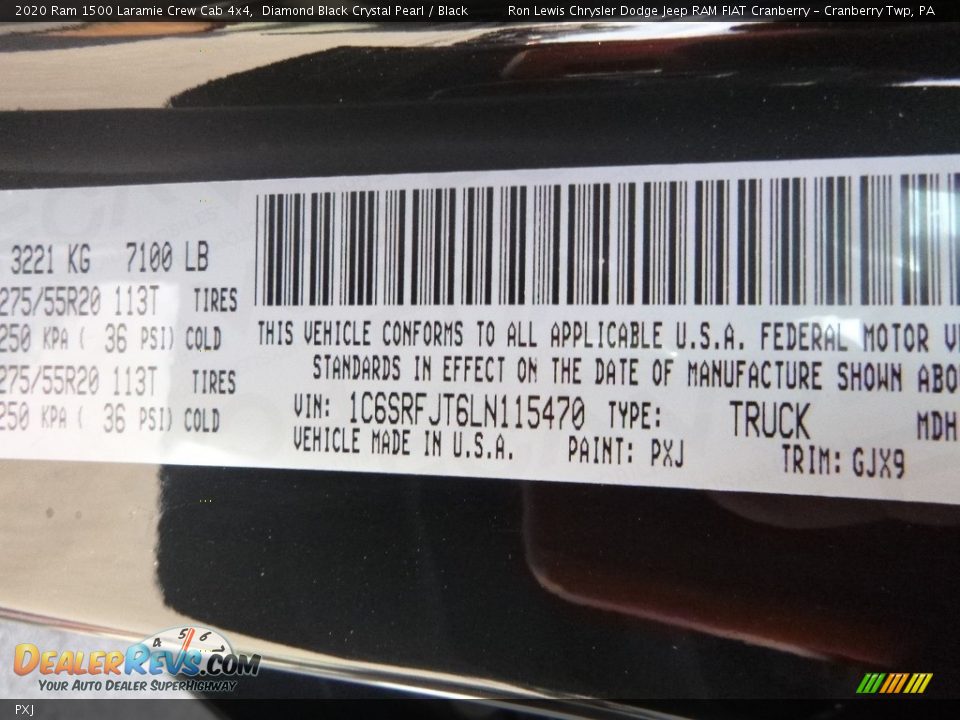 2020 Ram 1500 Laramie Crew Cab 4x4, Diamond Black Crystal Pearl / Black Ron Lewis Chrysler Dodge Jeep RAM FIAT Cranberry – Cranberry Twp, PA
3221 KG 7100 LB
275/55R20 113T TIRES
250 KPA ( 36 PSI) COLD
275/55R20 113T TIRES
250 KPA ( 36 PSI) COLD
THIS VEHICLE CONFORMS TO ALL APPLICABLE U.S.A. FEDERAL MOTOR
STANDARDS IN EFFECT ON THE DATE OF MANUFACTURE SHOWN
VIN: 1C6SRFJT6LN115470 TYPE: TRUCK MDH
VEHICLE MADE IN U.S.A. PAINT: PXJ TRIM: GJX9
4 5 6
DEALERREVS.COM
YOUR AUTO DEALER SUPERHIGHWAY
PXJ